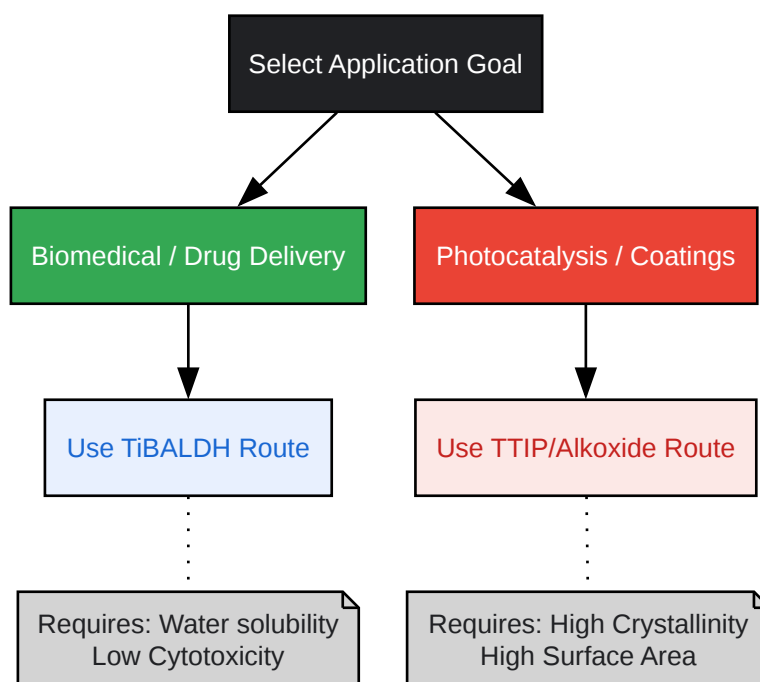 Select Application Goal
Biomedical / Drug Delivery
Photocatalysis / Coatings
Use TiBALDH Route
Use TTIP/Alkoxide Route
Requires: Water solubility
Low Cytotoxicity
Requires: High Crystallinity
High Surface Area